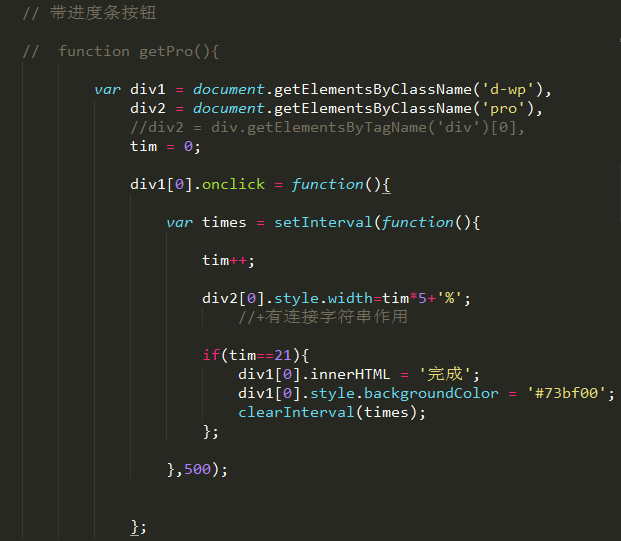 // 带进度条按钮
//  function getPro(){
var div1 = document.getElementsByClassName('d-wp'),
div2 = document.getElementsByClassName('pro'),
//div2 = div.getElementsByTagName('div')[0],
tim = 0;
div1[0].onclick = function(){
var times = setInterval(function(){
tim++;
div2[0].style.width=tim*5+'%';
//+有连接字符串作用
if(tim==21){
div1[0].innerHTML = '完成';
div1[0].style.backgroundColor = '#73bf00';
clearInterval(times);
};
},500);
};